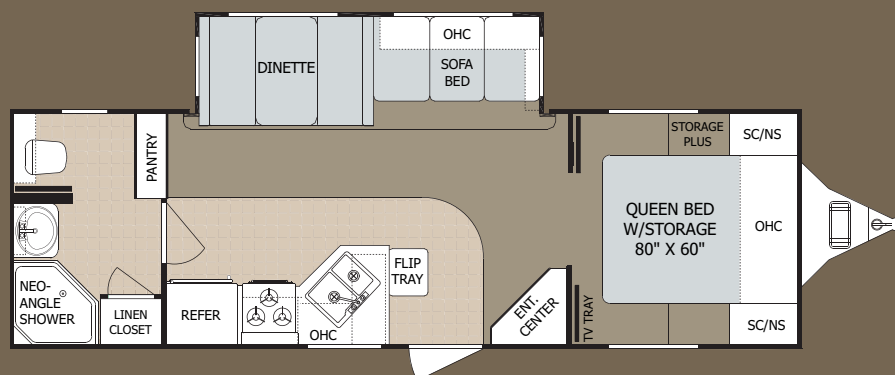 DINETTE
OHC
SOFA
BED
PANTRY
STORAGE
PLUS
SC/NS
QUEEN BED
W/STORAGE
80" X 60"
OHC
FLIP
TRAY
NEO-
ANGLE
SHOWER
LINEN
CLOSET
REFER
OHC
ENT.
CENTER
TV TRAY
SC/NS